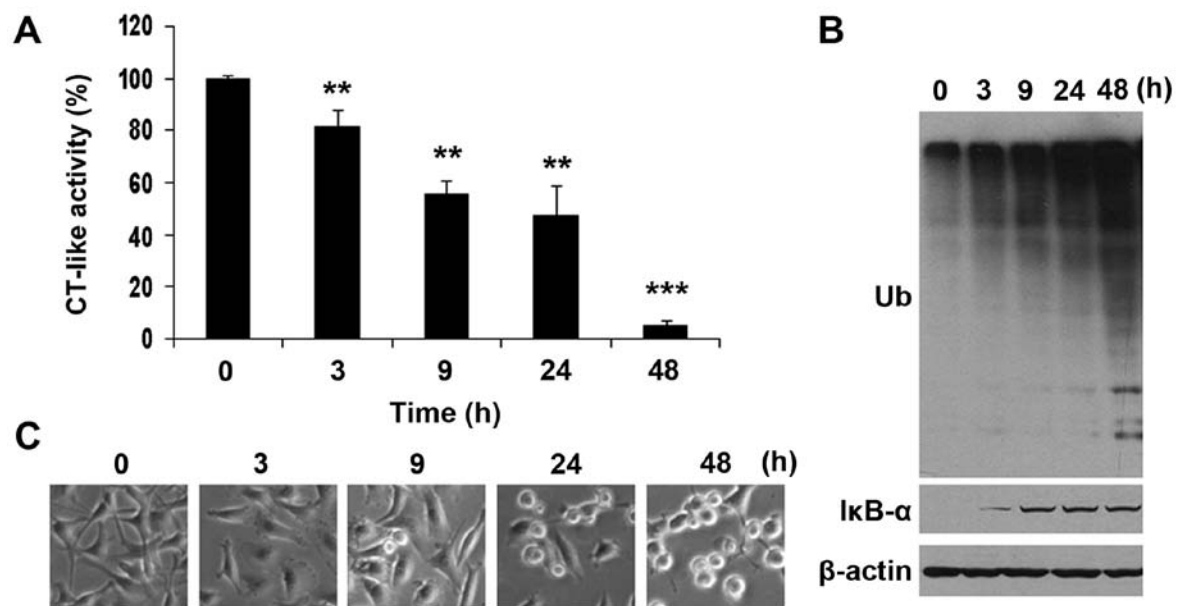 A
CT-like activity (%)
120
100
80
60
40
20
0
**
**
**
***
0 3 9 24 48
Time (h)
B
0 3 9 24 48 (h)
Ub
IκB-α
β-actin
C
0 3 9 24 48 (h)